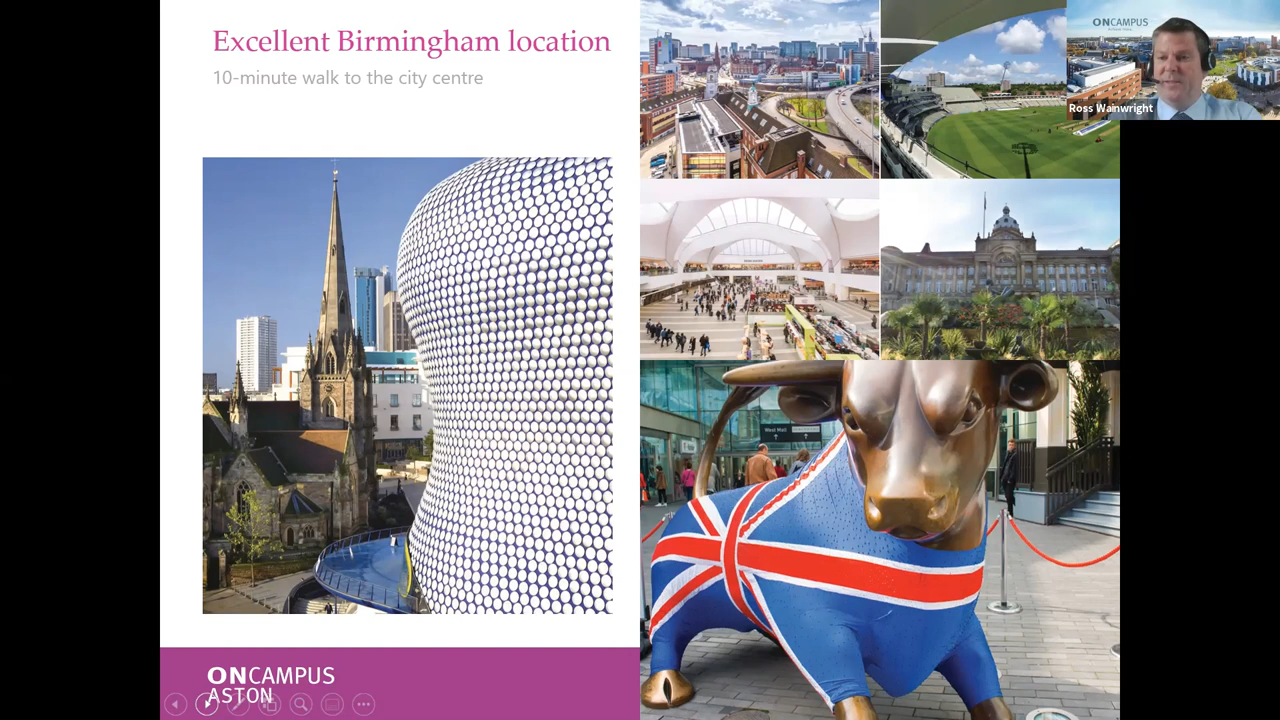 Excellent Birmingham location
10-minute walk to the city centre
ONCAMPUS
Ross Wainwright
West Mall
ONCAMPUS
ASTON